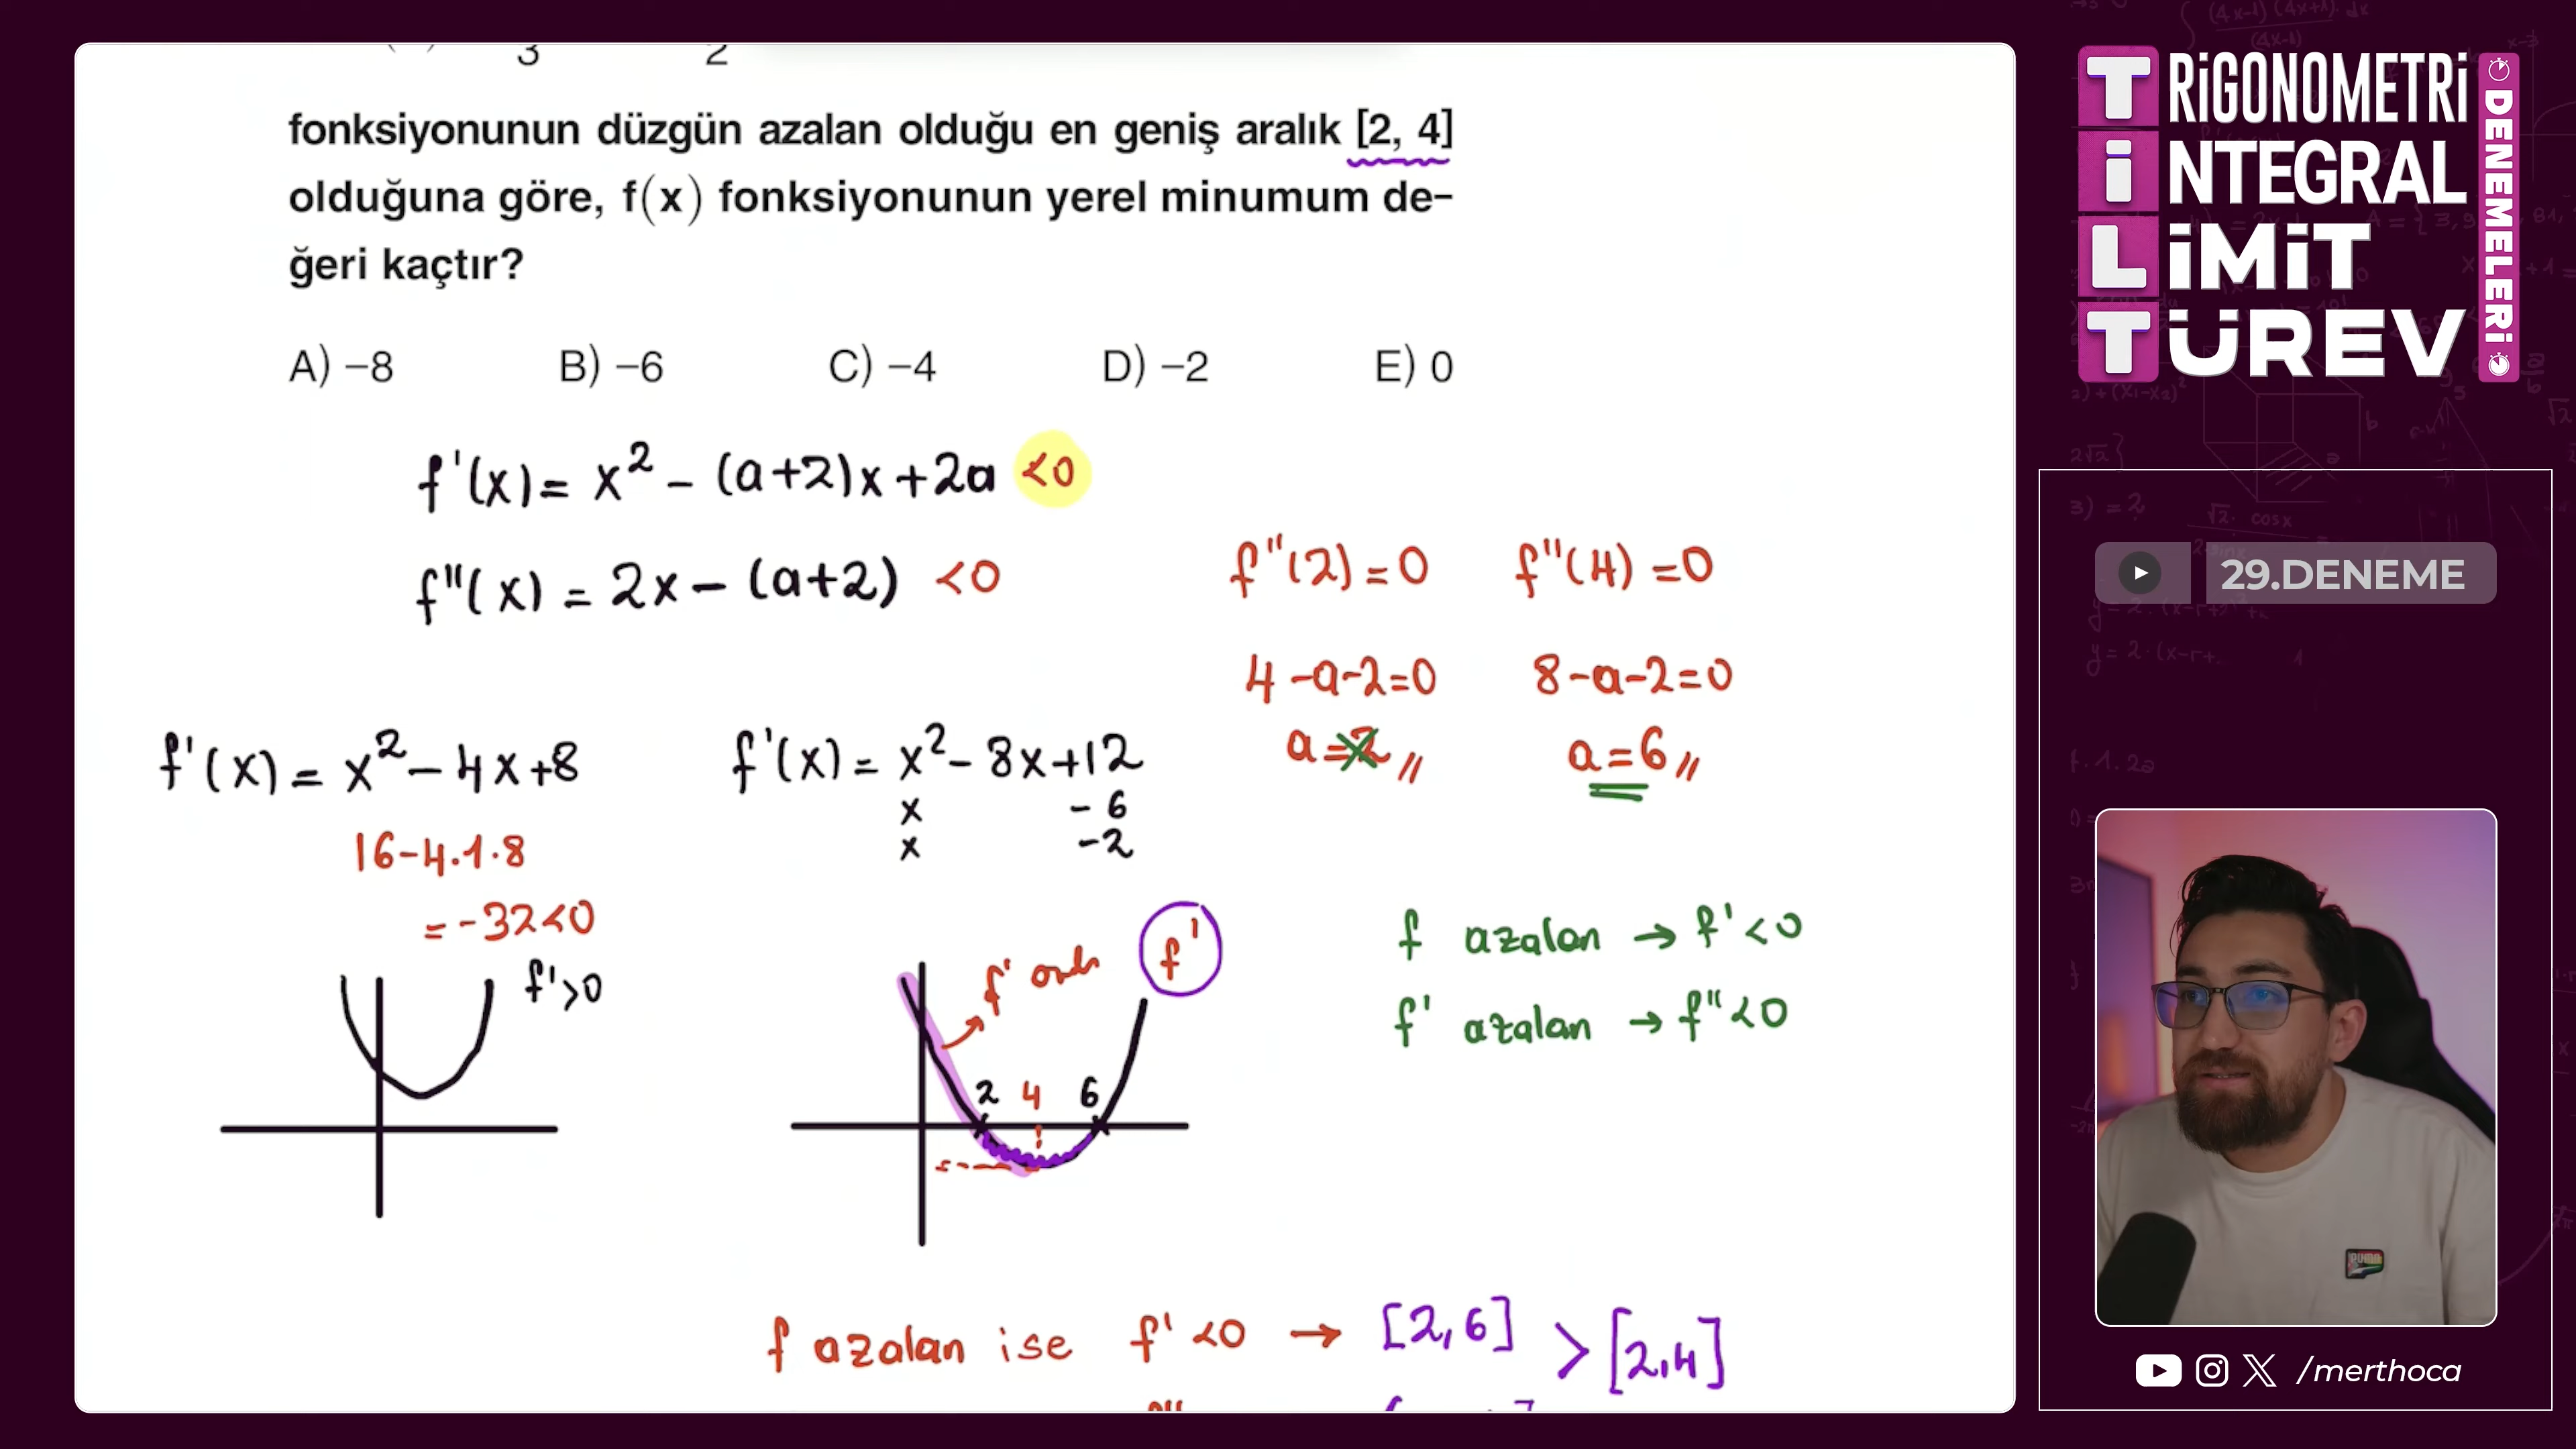 3 2
fonksiyonunun düzgün azalan olduğu en geniş aralık [2, 4]
olduğuna göre, f(x) fonksiyonunun yerel minumum de-
ğeri kaçtır?
A) –8 B) –6 C) –4 D) –2 E) 0
f'(x) = x² - (a+2)x + 2a <0
f''(x) = 2x - (a+2) <0
f''(2) = 0 f''(4) = 0
4 - a - 2 = 0 8 - a - 2 = 0
a = 2 // a = 6 //
f'(x) = x² - 4x + 8
16 - 4.1.8
= -32 < 0
f' > 0
f'(x) = x² - 8x + 12
x - 6
x - 2
f'
2 4 6
f azalan → f' < 0
f' azalan → f'' < 0
f azalan ise f' < 0 → [2,6] > [2,4]
TRİGONOMETRİ
İNTEGRAL
LİMİT
TÜREV
DENEMELERİ
29.DENEME
PUMA
/merthoca